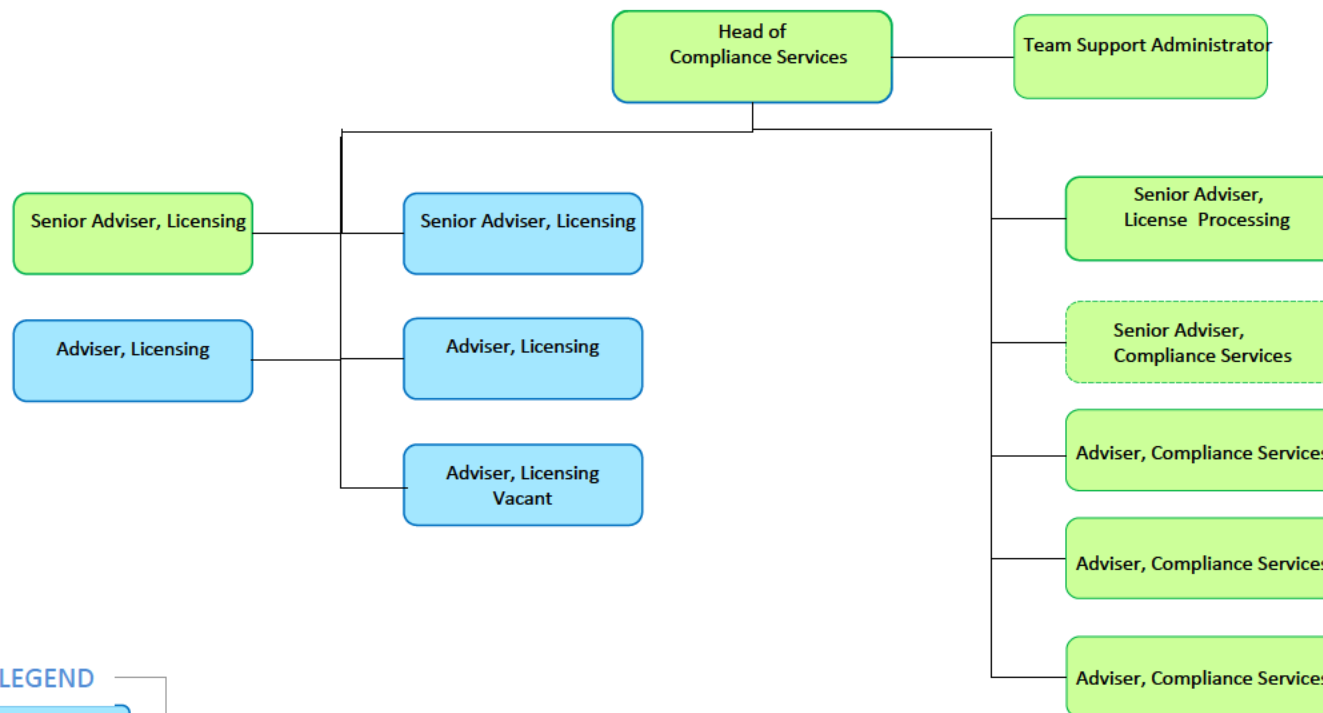 Head of
Compliance Services
Team Support Administrator
Senior Adviser, Licensing
Senior Adviser, Licensing
Senior Adviser,
License Processing
Adviser, Licensing
Adviser, Licensing
Senior Adviser,
Compliance Services
Adviser, Licensing
Vacant
Adviser, Compliance Services
Adviser, Compliance Services
Adviser, Compliance Services
LEGEND